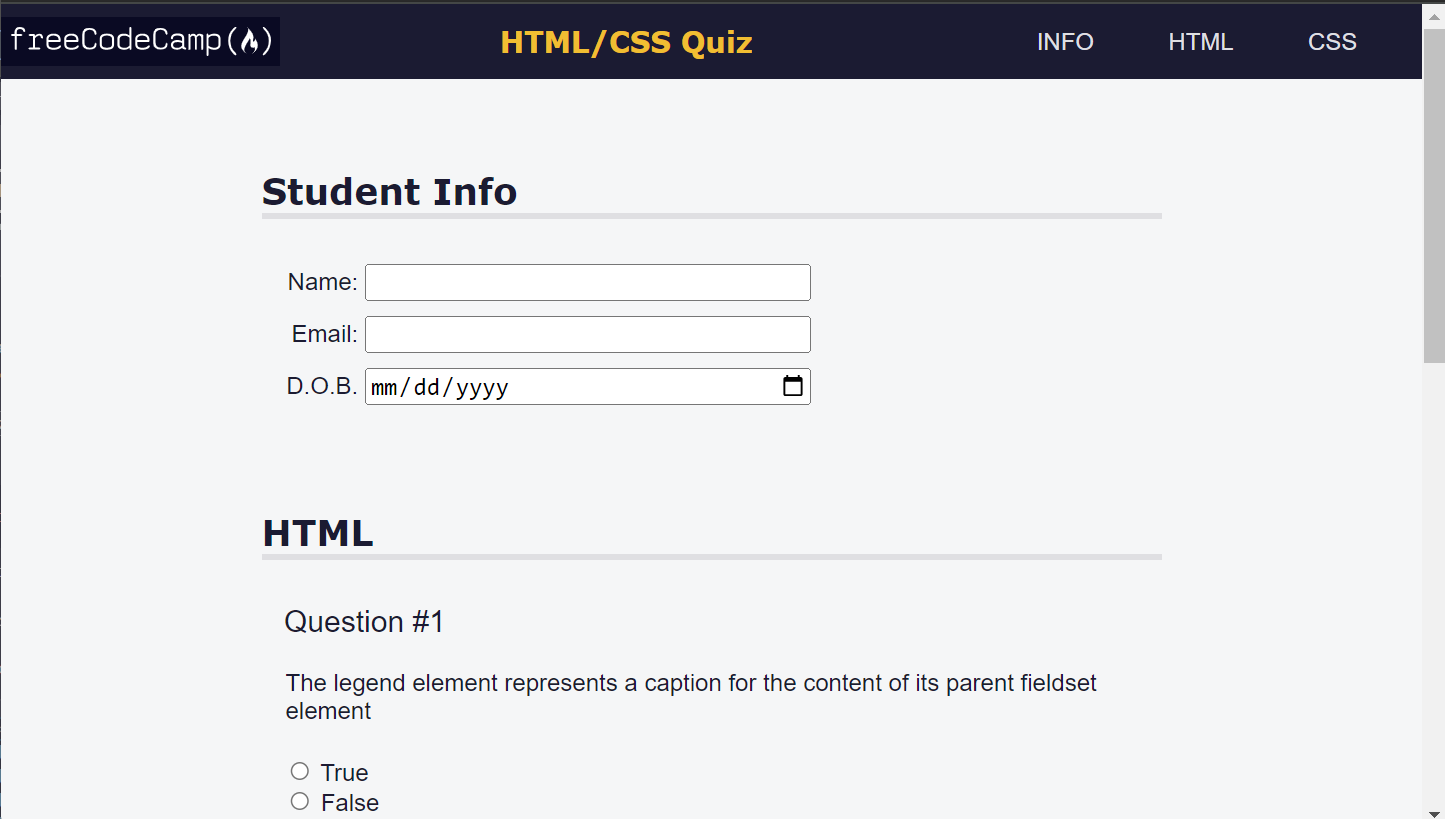 freeCodeCamp(🔥)
HTML/CSS Quiz
INFO
HTML
CSS
Student Info
Name:
Email:
D.O.B. mm/dd/yyyy
HTML
Question #1
The legend element represents a caption for the content of its parent fieldset
element
True
False